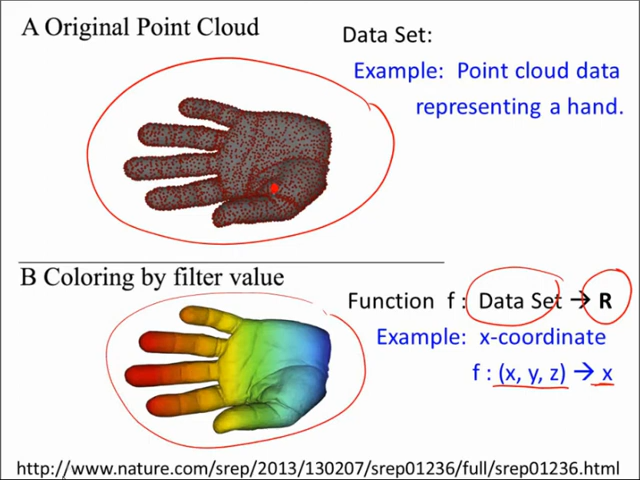 A Original Point Cloud
Data Set:
Example: Point cloud data
representing a hand.
B Coloring by filter value
Function f : Data Set → R
Example: x-coordinate
f : (x, y, z) → x
http://www.nature.com/srep/2013/130207/srep01236/full/srep01236.html